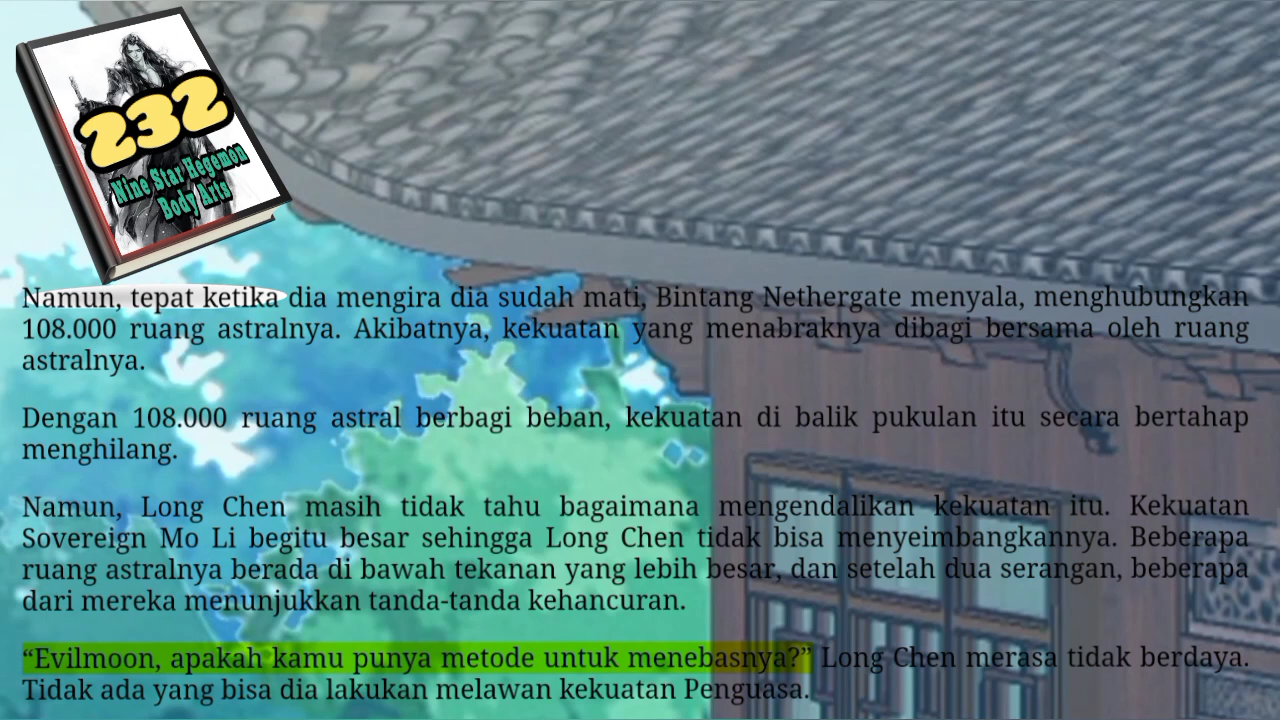 232
Nine Star Hegemon
Body Arts
Namun, tepat ketika dia mengira dia sudah mati, Bintang Nethergate menyala, menghubungkan
108.000 ruang astralnya. Akibatnya, kekuatan yang menabraknya dibagi bersama oleh ruang
astralnya.
Dengan 108.000 ruang astral berbagi beban, kekuatan di balik pukulan itu secara bertahap
menghilang.
Namun, Long Chen masih tidak tahu bagaimana mengendalikan kekuatan itu. Kekuatan
Sovereign Mo Li begitu besar sehingga Long Chen tidak bisa menyeimbangkannya. Beberapa
ruang astralnya berada di bawah tekanan yang lebih besar, dan setelah dua serangan, beberapa
dari mereka menunjukkan tanda-tanda kehancuran.
“Evilmoon, apakah kamu punya metode untuk menebasnya?” Long Chen merasa tidak berdaya.
Tidak ada yang bisa dia lakukan melawan kekuatan Penguasa.